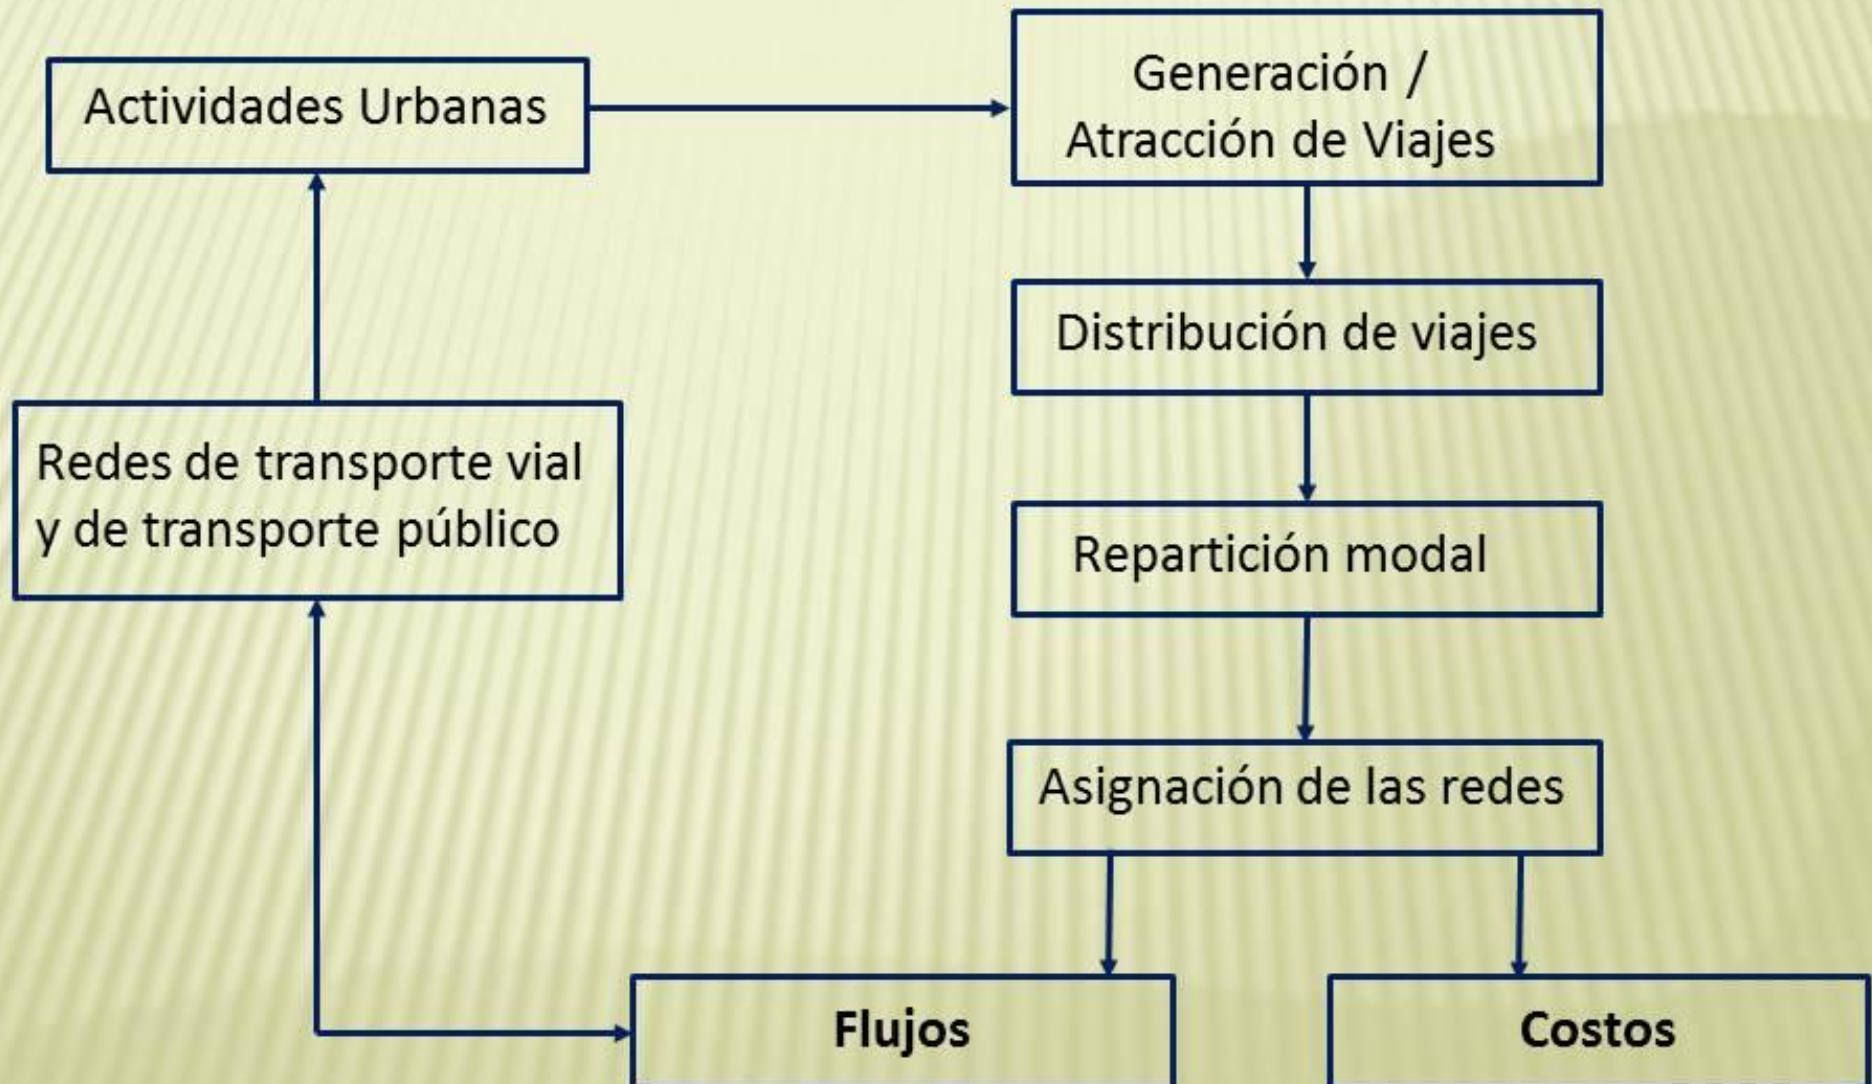 Actividades Urbanas
Generación /
Atracción de Viajes
Distribución de viajes
Redes de transporte vial
y de transporte público
Repartición modal
Asignación de las redes
Flujos
Costos